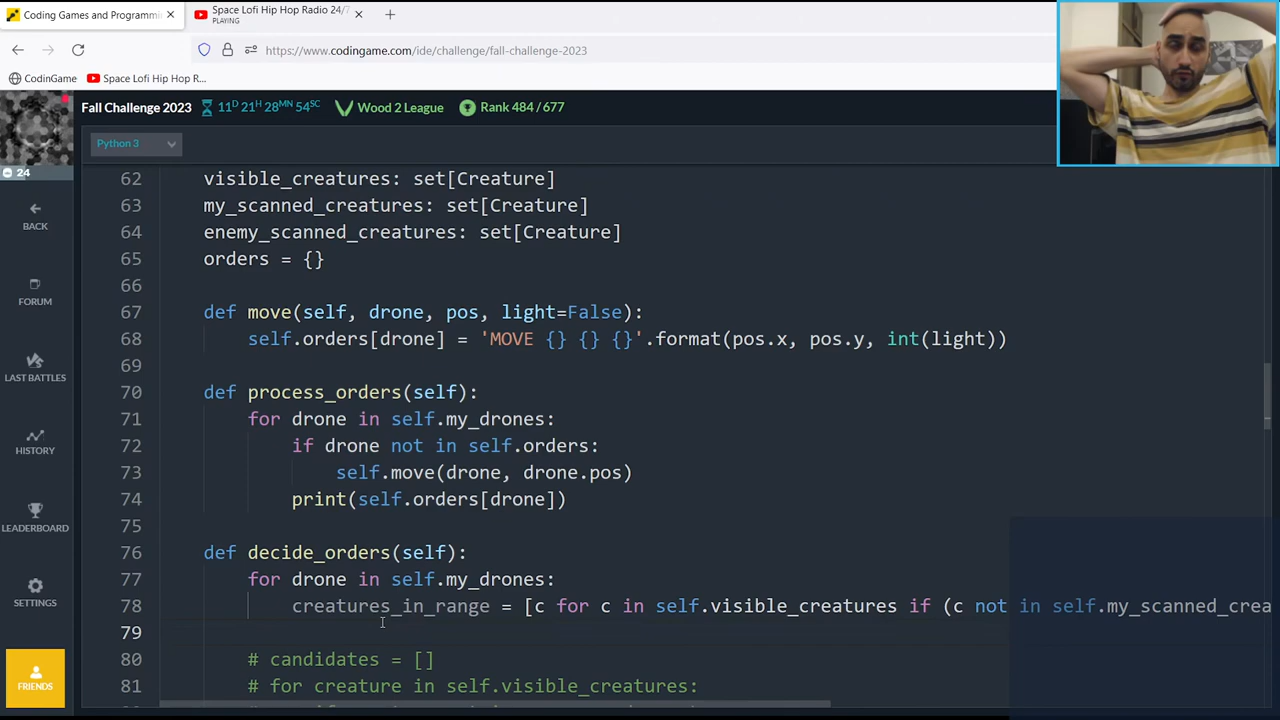 Coding Games and Programmin
Space Lofi Hip Hop Radio 24/7
PLAYING
https://www.codingame.com/ide/challenge/fall-challenge-2023
CodinGame
Space Lofi Hip Hop R...
Fall Challenge 2023
11D 21H 28MN 54SC
Wood 2 League
Rank 484 / 677
Python 3
24
BACK
FORUM
LAST BATTLES
HISTORY
LEADERBOARD
SETTINGS
FRIENDS
62 visible_creatures: set[Creature]
63 my_scanned_creatures: set[Creature]
64 enemy_scanned_creatures: set[Creature]
65 orders = {}
66
67 def move(self, drone, pos, light=False):
68 self.orders[drone] = 'MOVE {} {} {}'.format(pos.x, pos.y, int(light))
69
70 def process_orders(self):
71 for drone in self.my_drones:
72 if drone not in self.orders:
73 self.move(drone, drone.pos)
74 print(self.orders[drone])
75
76 def decide_orders(self):
77 for drone in self.my_drones:
78 creatures_in_range = [c for c in self.visible_creatures if (c not in self.my_scanned_crea
79
80 # candidates = []
81 # for creature in self.visible_creatures: